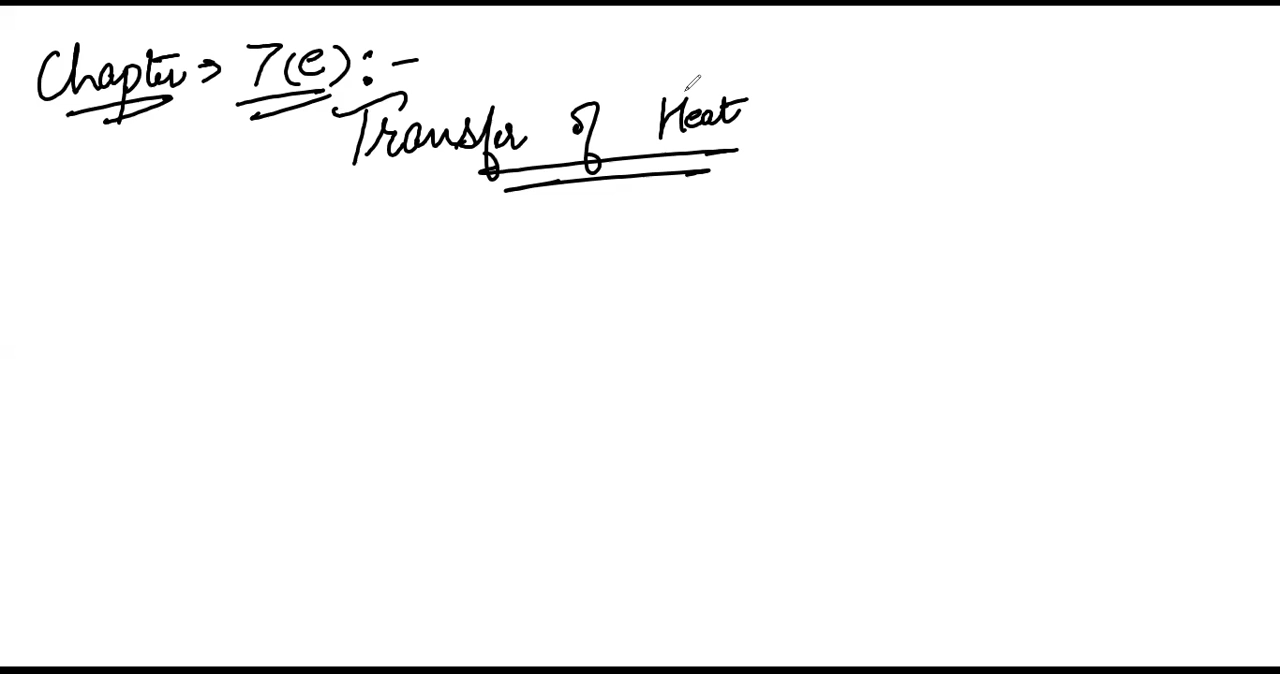 Chapter → 7(e):-
Transfer of Heat